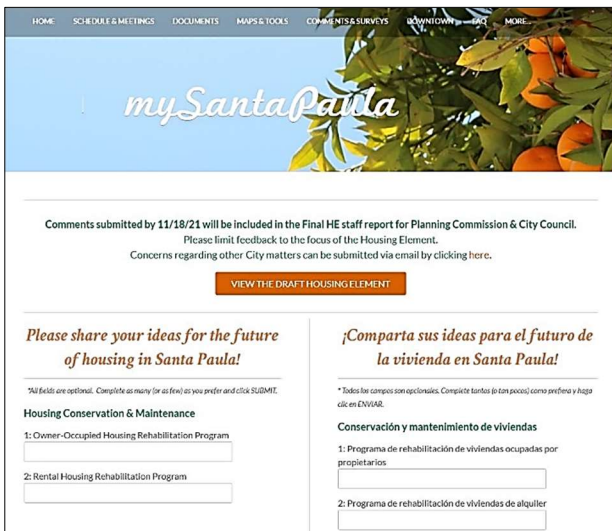 HOME SCHEDULE & MEETINGS DOCUMENTS MAPS & TOOLS COMMENTS & SURVEYS DOWNTOWN FAQ MORE...
mySantaPaula
Comments submitted by 11/18/21 will be included in the Final HE staff report for Planning Commission & City Council.
Please limit feedback to the focus of the Housing Element.
Concerns regarding other City matters can be submitted via email by clicking here.
VIEW THE DRAFT HOUSING ELEMENT
Please share your ideas for the future
of housing in Santa Paula!
*All fields are optional. Complete as many (or as few) as you prefer and click SUBMIT.
Housing Conservation & Maintenance
1: Owner-Occupied Housing Rehabilitation Program
2: Rental Housing Rehabilitation Program
¡Comparta sus ideas para el futuro de
la vivienda en Santa Paula!
* Todos los campos son opcionales. Complete tantos (o tan pocos) como prefiera y haga
clic en ENVIAR.
Conservación y mantenimiento de viviendas
1: Programa de rehabilitación de viviendas ocupadas por
propietarios
2: Programa de rehabilitación de viviendas de alquiler